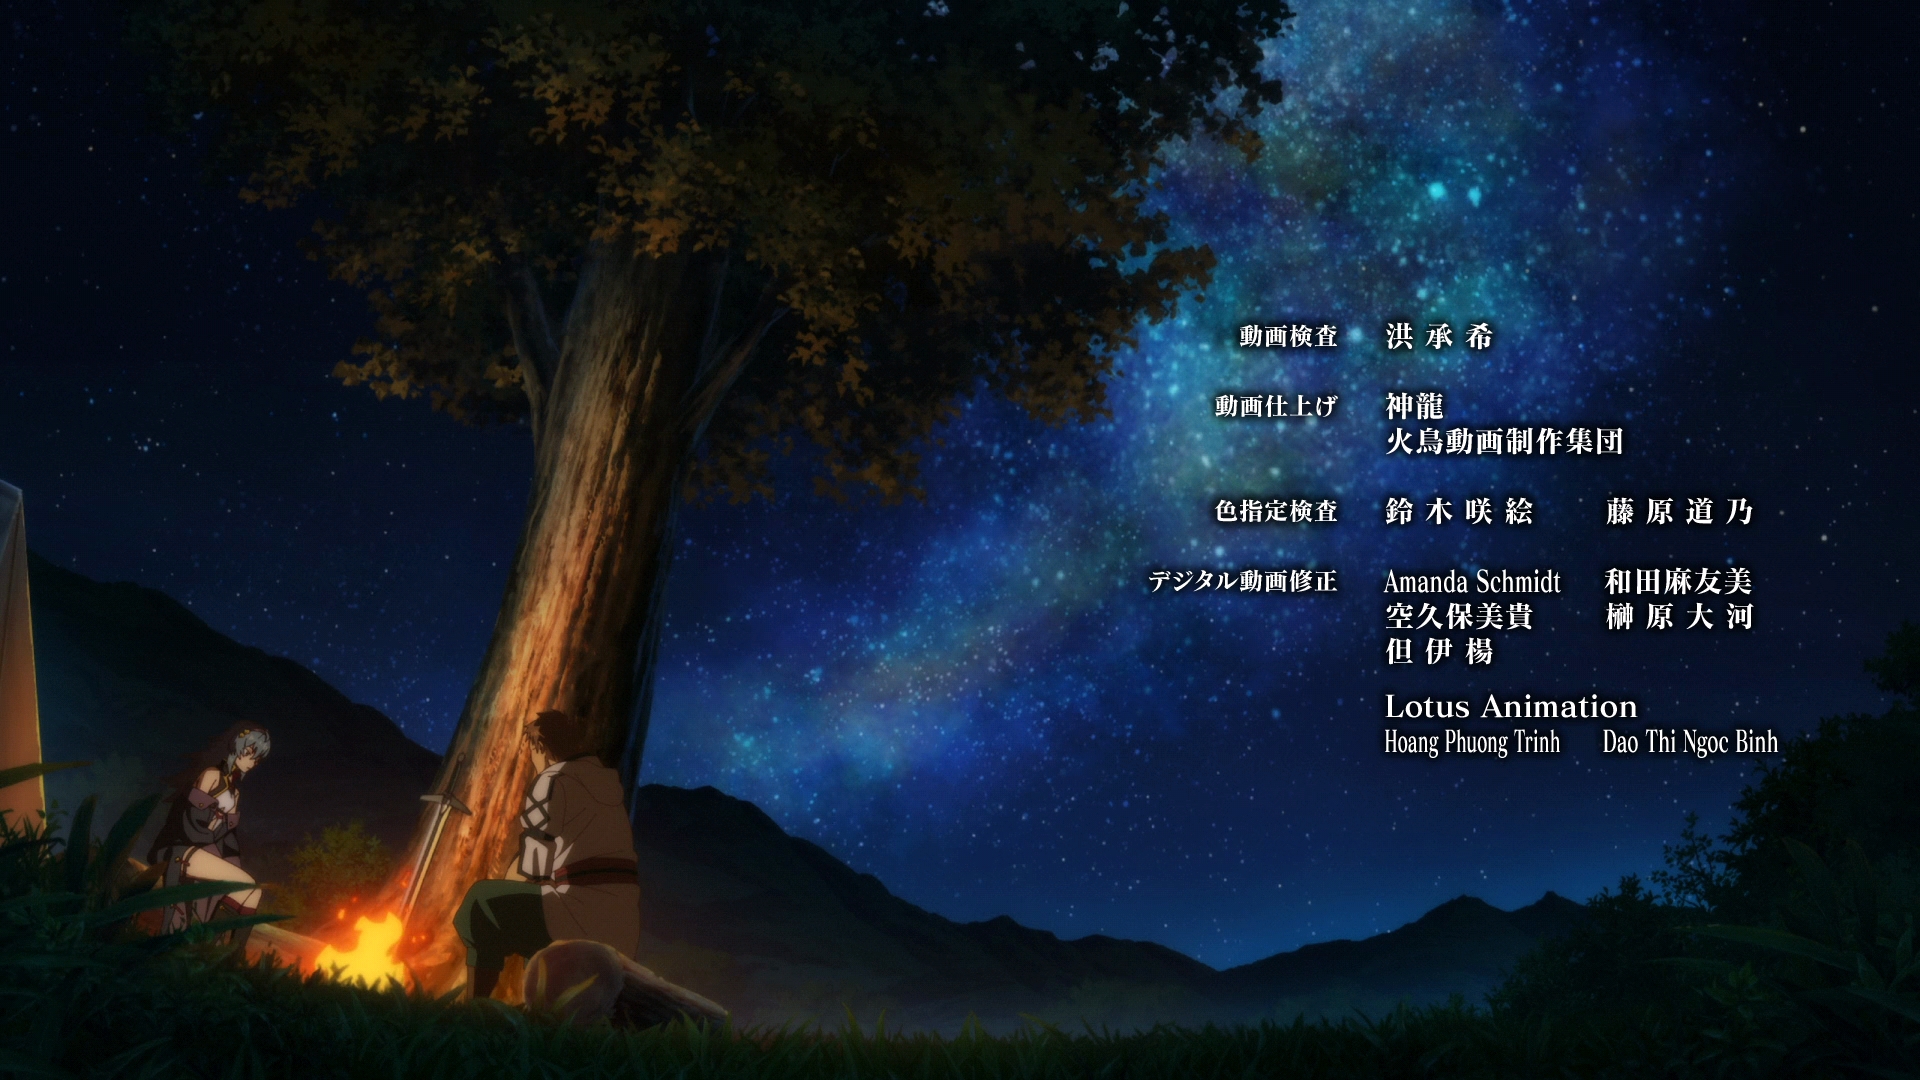 動画検査 洪承希
動画仕上げ 神龍
火鳥動画制作集団
色指定検査 鈴木咲絵 藤原道乃
デジタル動画修正 Amanda Schmidt 和田麻友美
空久保美貴 榊原大河
但伊楊
Lotus Animation
Hoang Phuong Trinh Dao Thi Ngoc Binh